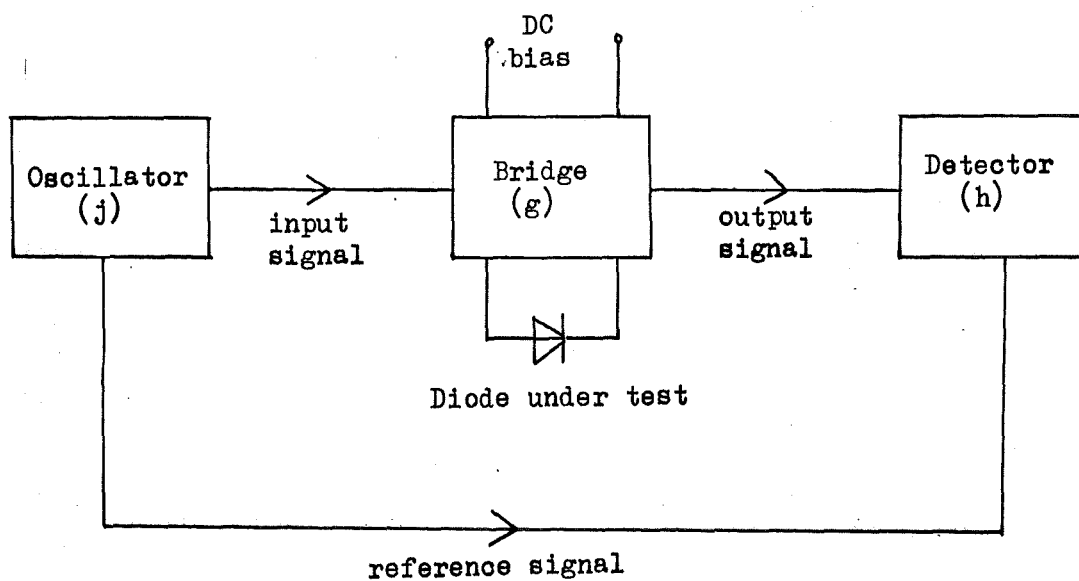 DC
bias
Oscillator
(j)
input
signal
Bridge
(g)
output
signal
Detector
(h)
Diode under test
reference signal